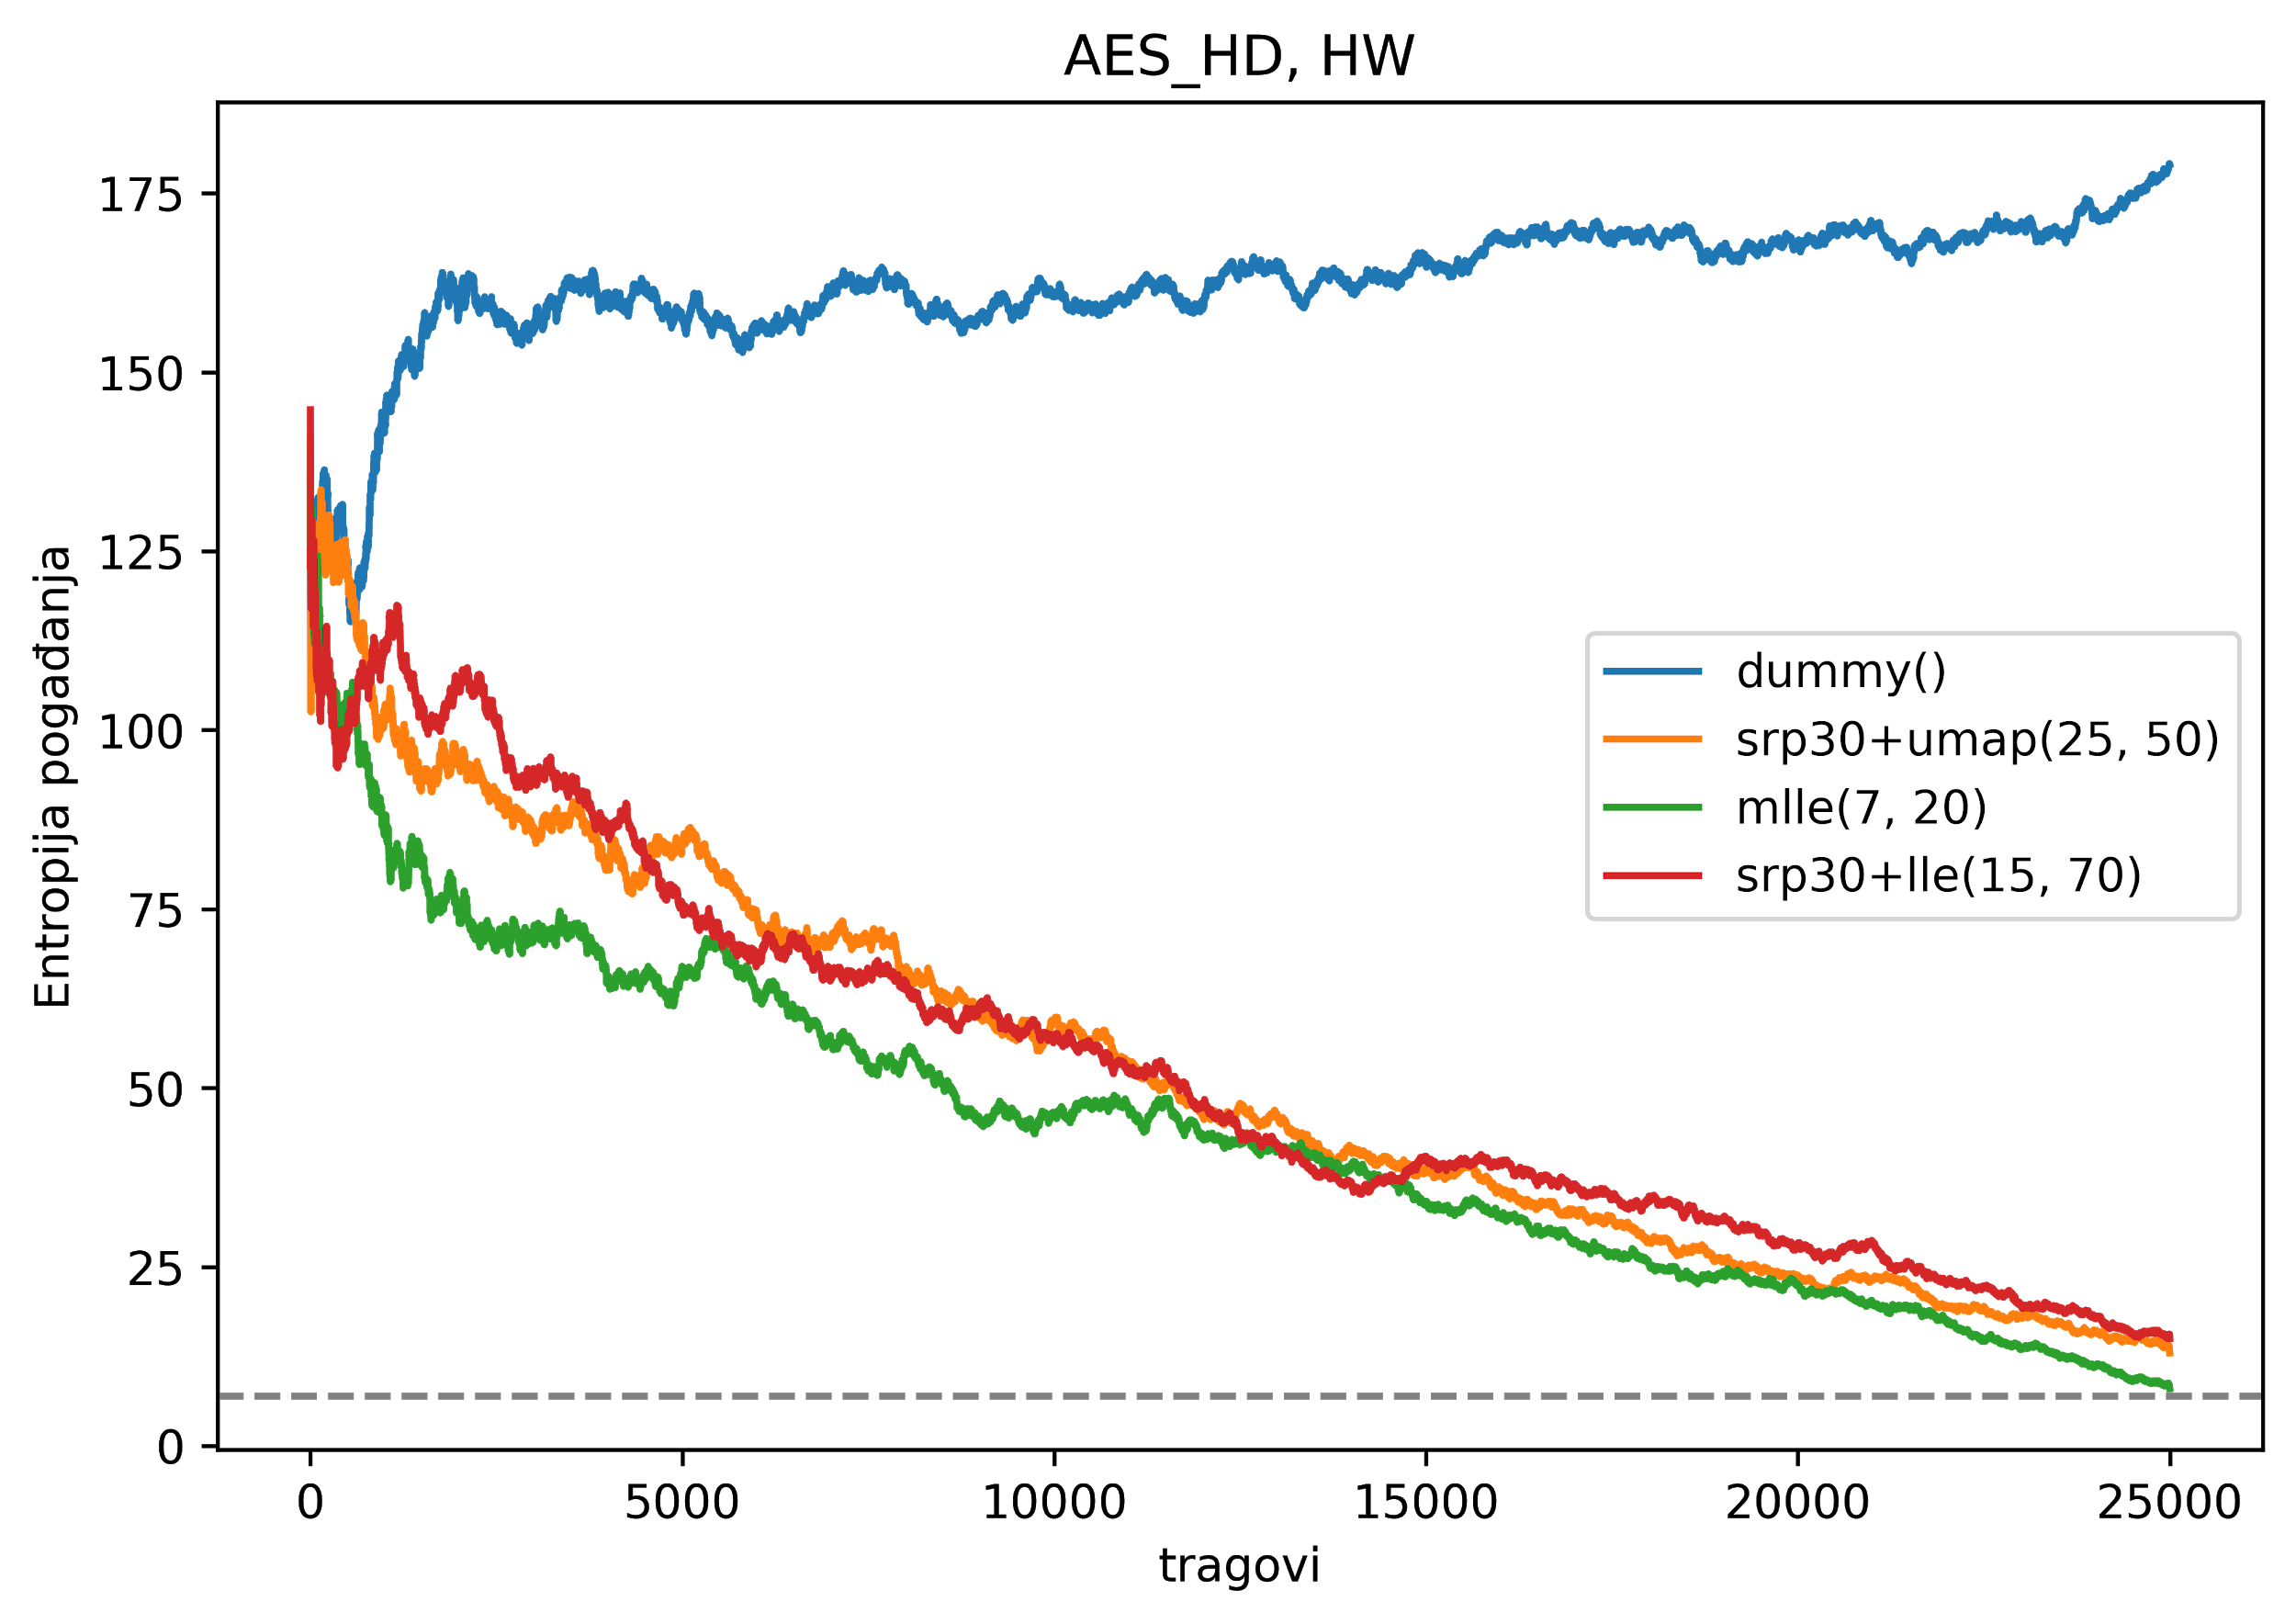 AES_HD, HW
Entropija pogađanja
175
150
125
100
75
50
25
0
dummy()
srp30+umap(25, 50)
mlle(7, 20)
srp30+lle(15, 70)
0 5000 10000 15000 20000 25000
tragovi